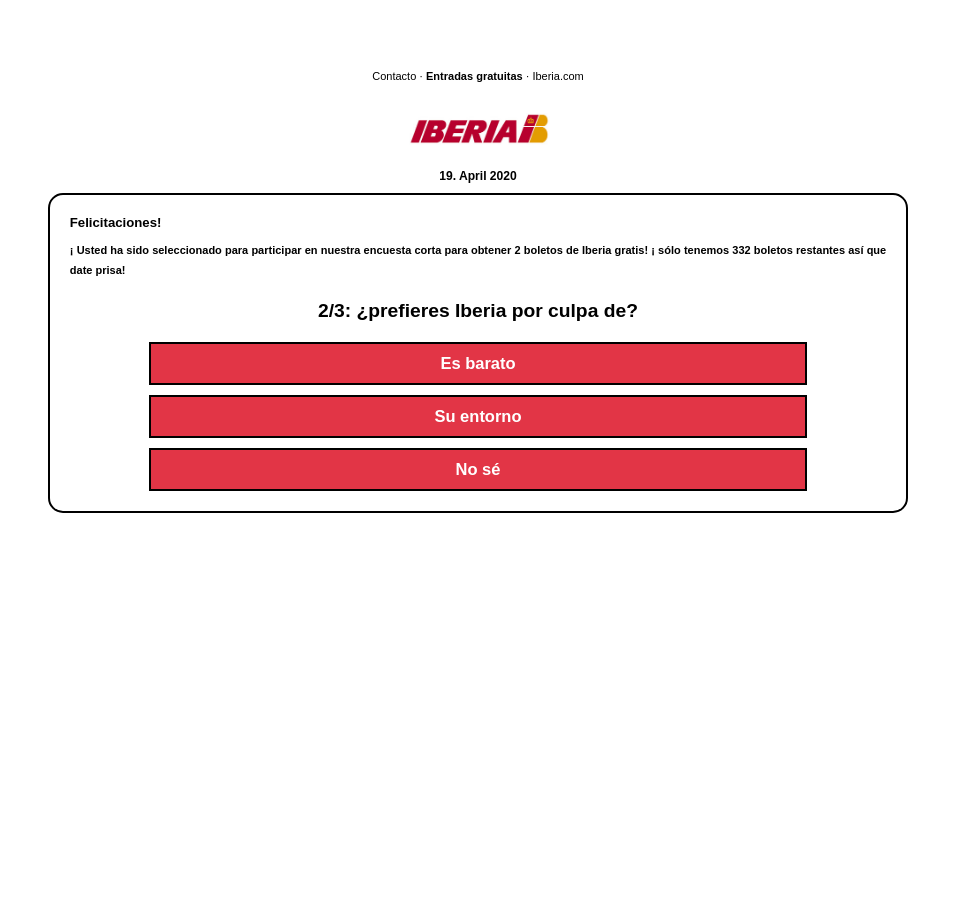 Contacto · Entradas gratuitas · Iberia.com
IBERIA
19. April 2020
Felicitaciones!
¡ Usted ha sido seleccionado para participar en nuestra encuesta corta para obtener 2 boletos de Iberia gratis! ¡ sólo tenemos 332 boletos restantes así que
date prisa!
2/3: ¿prefieres Iberia por culpa de?
Es barato
Su entorno
No sé